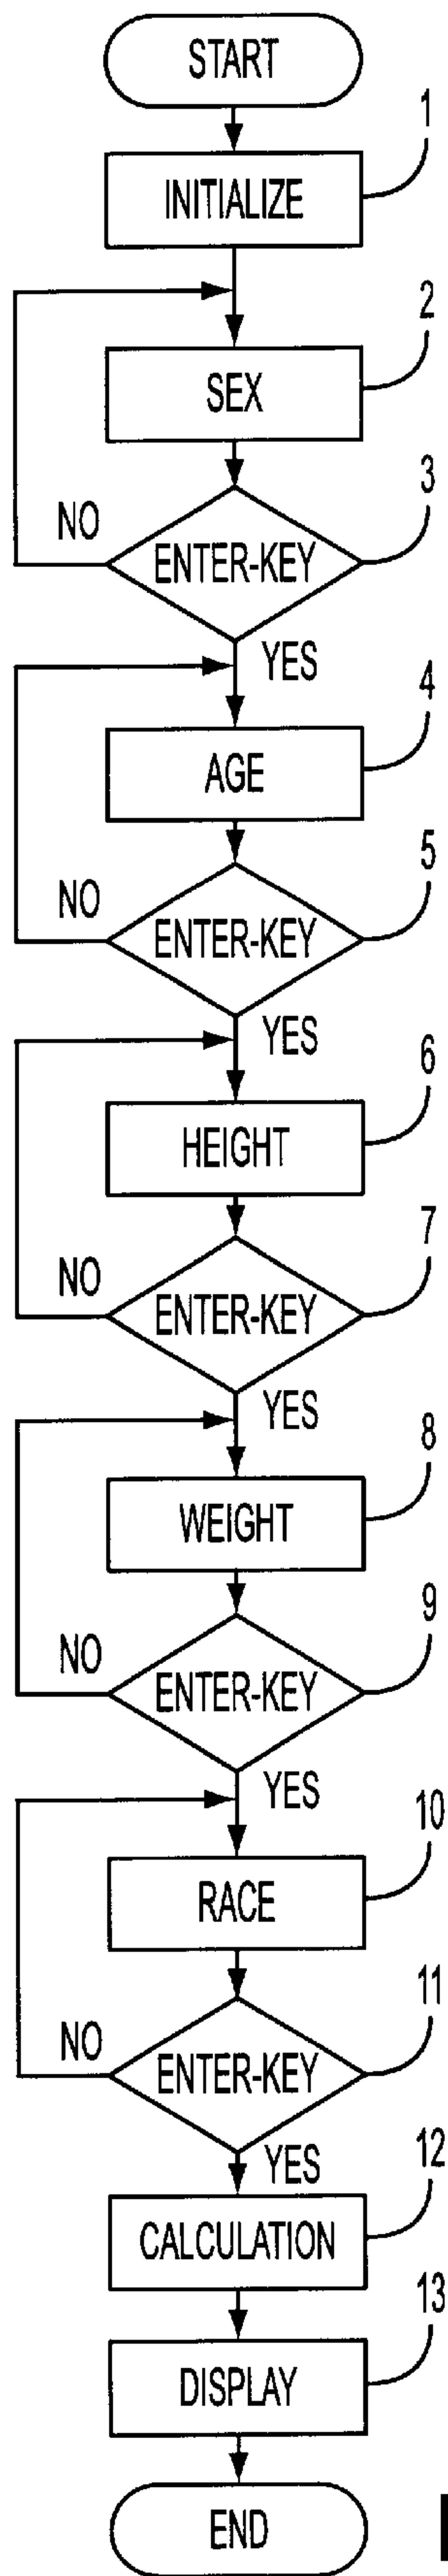 START
1
INITIALIZE
2
SEX
3
NO
ENTER-KEY
YES
4
AGE
5
NO
ENTER-KEY
YES
6
HEIGHT
7
NO
ENTER-KEY
YES
8
WEIGHT
9
NO
ENTER-KEY
YES
10
RACE
11
NO
ENTER-KEY
YES
12
CALCULATION
13
DISPLAY
END